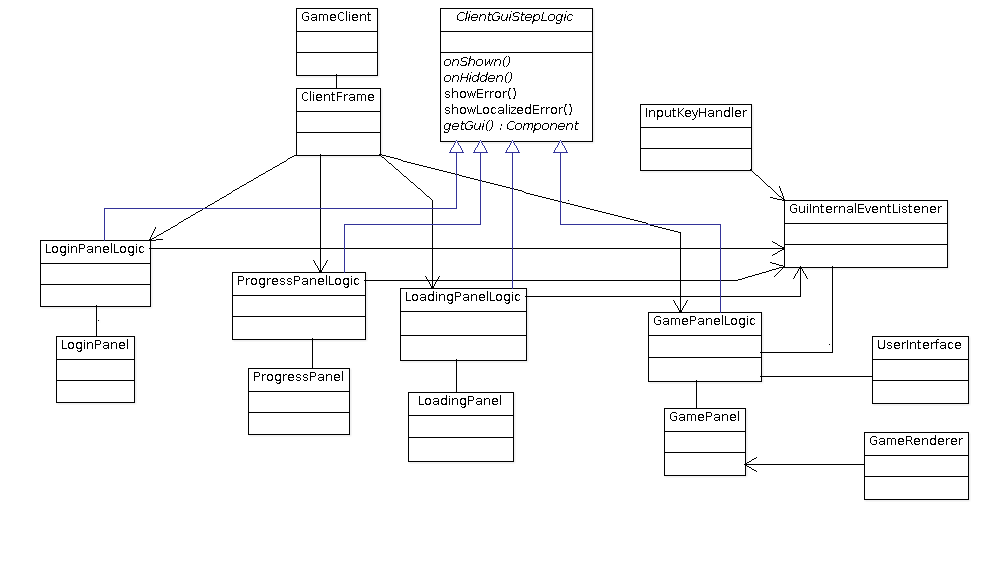 GameClient
ClientGuiStepLogic
onShown()
onHidden()
showError()
showLocalizedError()
getGui() : Component
ClientFrame
InputKeyHandler
GuiInternalEventListener
LoginPanelLogic
ProgressPanelLogic
LoadingPanelLogic
GamePanelLogic
LoginPanel
UserInterface
ProgressPanel
LoadingPanel
GamePanel
GameRenderer